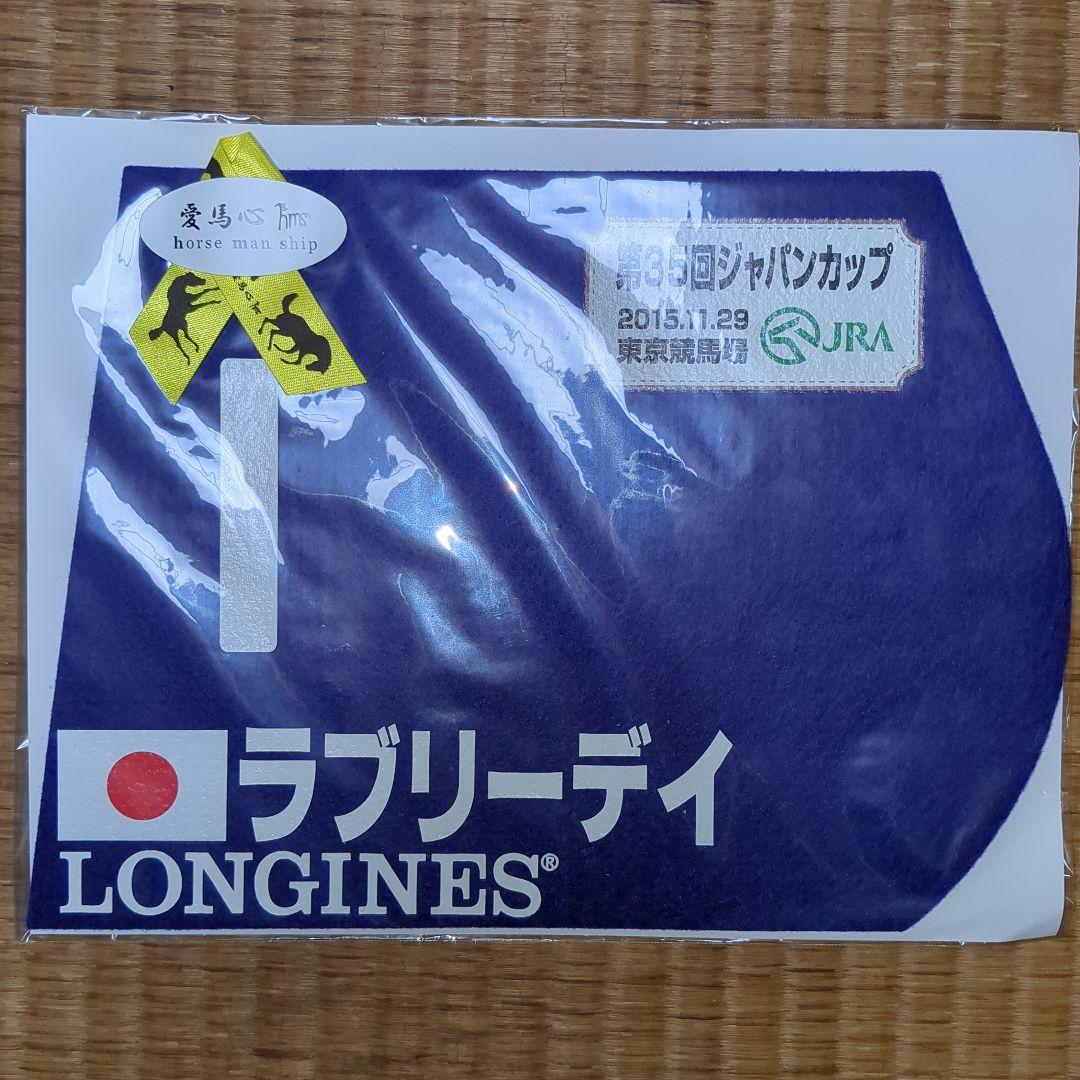 愛馬心 hms
horse man ship
第35回ジャパンカップ
2015.11.29
東京競馬場
JRA
1
ラブリーデイ
LONGINES®